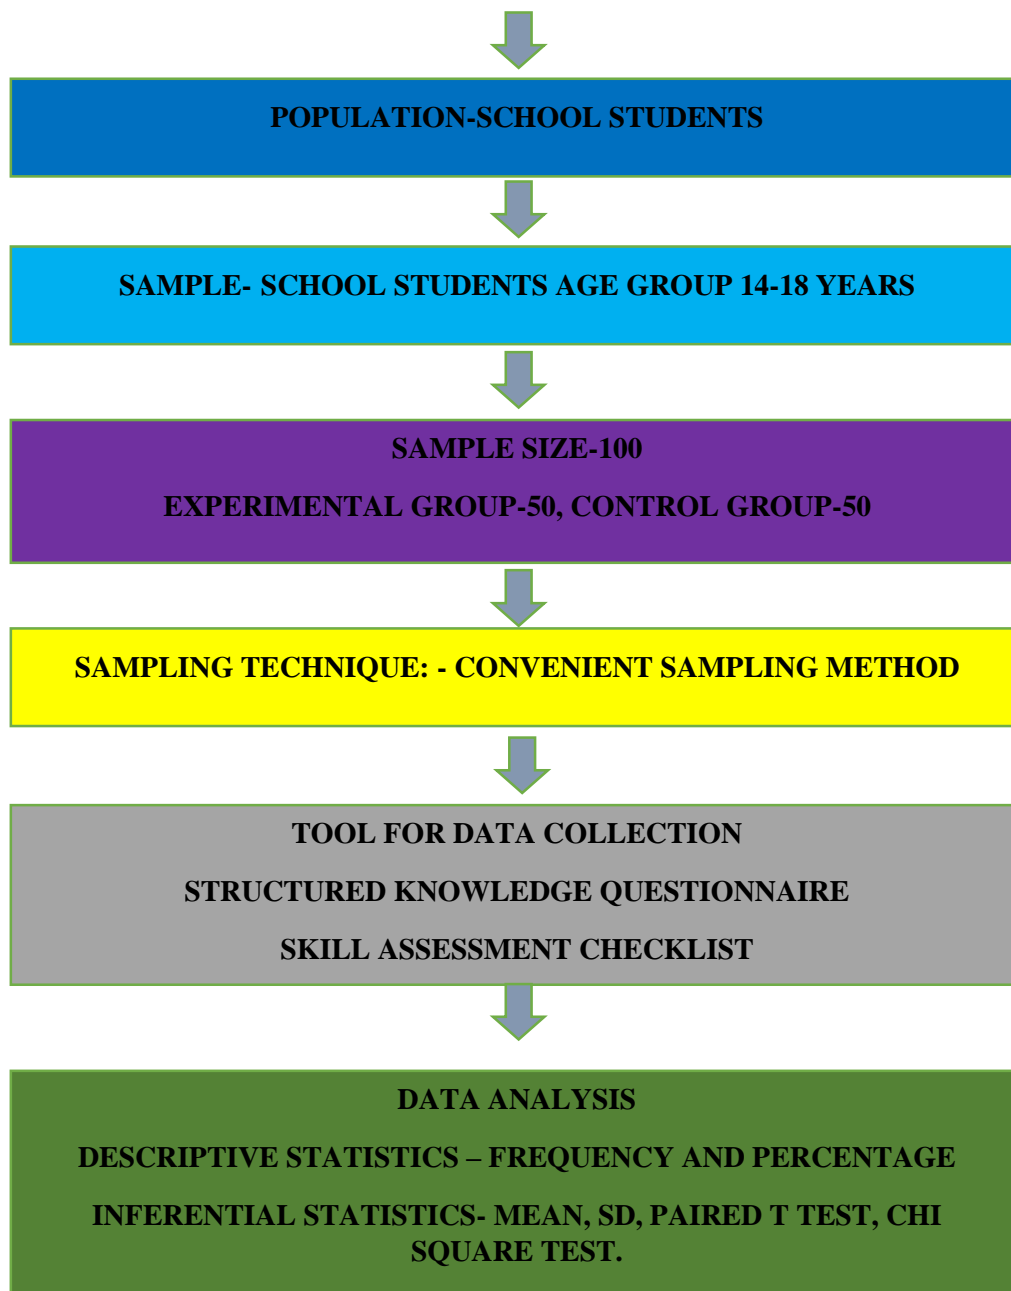 POPULATION-SCHOOL STUDENTS
SAMPLE- SCHOOL STUDENTS AGE GROUP 14-18 YEARS
SAMPLE SIZE-100
EXPERIMENTAL GROUP-50, CONTROL GROUP-50
SAMPLING TECHNIQUE: - CONVENIENT SAMPLING METHOD
TOOL FOR DATA COLLECTION
STRUCTURED KNOWLEDGE QUESTIONNAIRE
SKILL ASSESSMENT CHECKLIST
DATA ANALYSIS
DESCRIPTIVE STATISTICS – FREQUENCY AND PERCENTAGE
INFERENTIAL STATISTICS- MEAN, SD, PAIRED T TEST, CHI
SQUARE TEST.